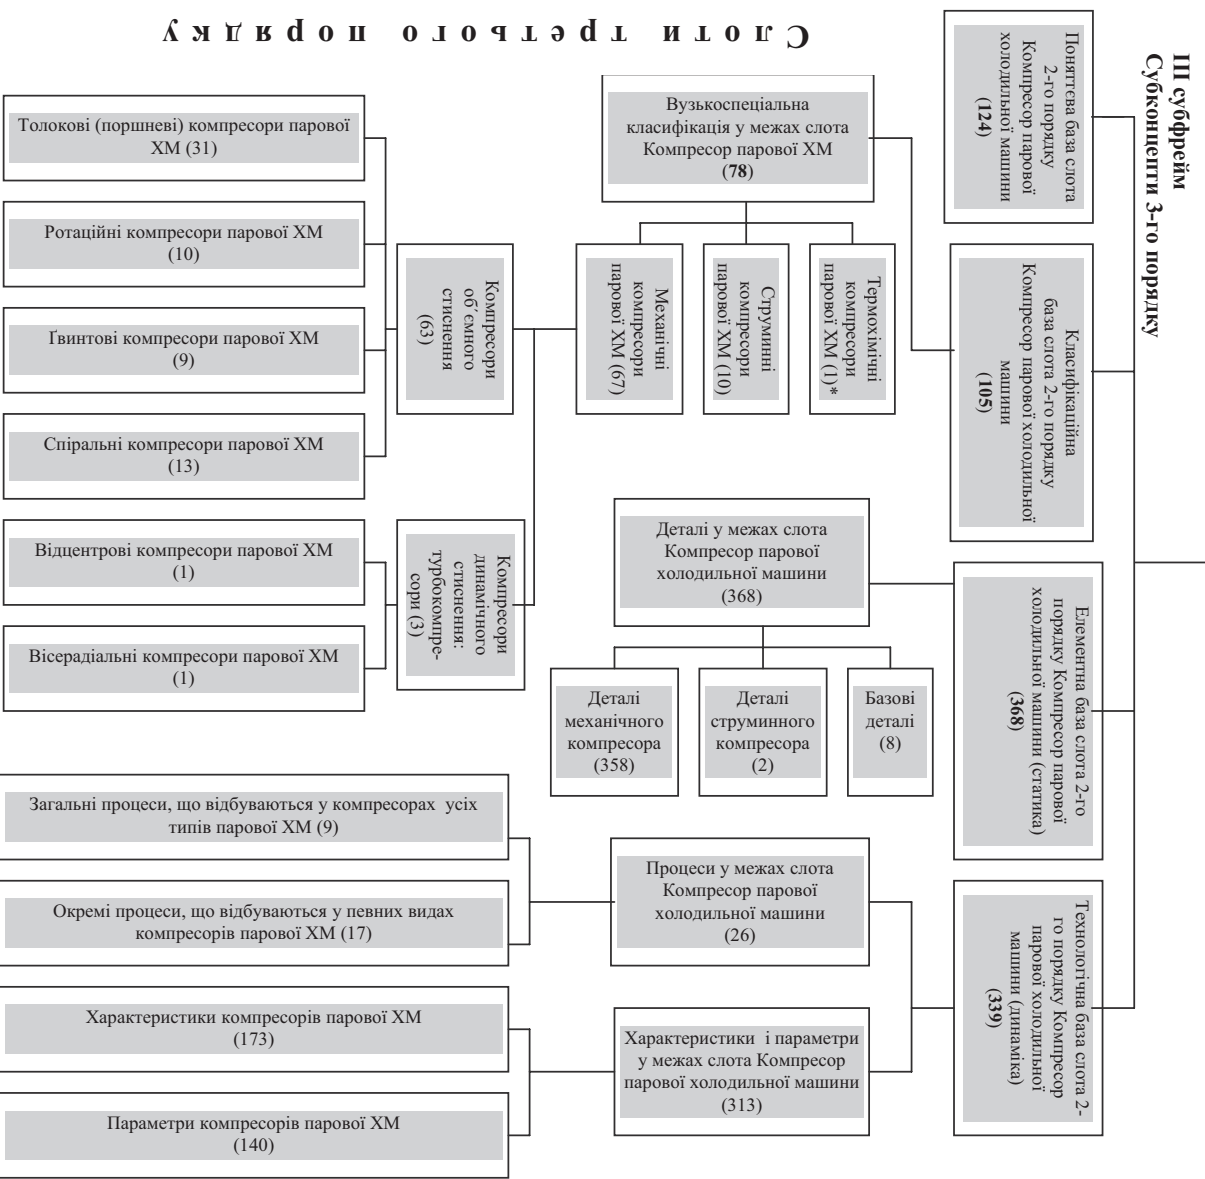 Слоти третього порядку
ІІІ субфрейм
Субконцепти 3-го порядку
Поняттєва база слота
2-го порядку
Компресор парової
холодильної машини
(124)
Класифікаційна
база слота 2-го порядку
Компресор парової холодильної
машини
(105)
Елементна база слота 2-го
порядку Компресор парової
холодильної машини (статика)
(368)
Технологічна база слота 2-
го порядку Компресор
парової холодильної
машини (динаміка)
(339)
Вузькоспеціальна
класифікація у межах слота
Компресор парової ХМ
(78)
Термохімічні
компресори
парової ХМ (1)*
Струминні
компресори
парової ХМ (10)
Механічні
компресори
парової ХМ (67)
Компресори
об'ємного
стиснення
(63)
Компресори
динамічного
стиснення:
турбокомпре-
сори (3)
Толокові (поршневі) компресори парової
ХМ (31)
Ротаційні компресори парової ХМ
(10)
Ґвинтові компресори парової ХМ
(9)
Спіральні компресори парової ХМ
(13)
Відцентрові компресори парової ХМ
(1)
Вісерадіальні компресори парової ХМ
(1)
Деталі у межах слота
Компресор парової
холодильної машини
(368)
Деталі
механічного
компресора
(358)
Деталі
струминного
компресора
(2)
Базові
деталі
(8)
Процеси у межах слота
Компресор парової
холодильної машини
(26)
Загальні процеси, що відбуваються у компресорах усіх
типів парової ХМ (9)
Окремі процеси, що відбуваються у певних видах
компресорів парової ХМ (17)
Характеристики і параметри
у межах слота Компресор
парової холодильної машини
(313)
Характеристики компресорів парової ХМ
(173)
Параметри компресорів парової ХМ
(140)